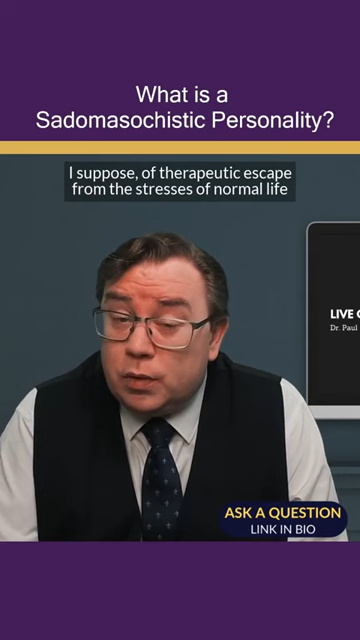 What is a
Sadomasochistic Personality?
I suppose, of therapeutic escape
from the stresses of normal life
LIVE
Dr. Paul
ASK A QUESTION
LINK IN BIO